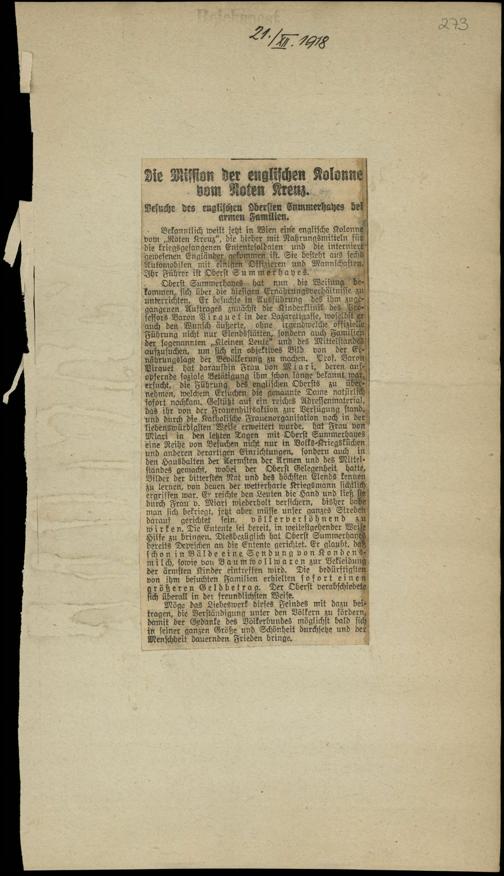 Reichspost
21./XII. 1918
273
Die Mission der englischen Kolonne
vom Roten Kreuz.
Besuche des englischen Obersten Summerhayes bei
armen Familien.
Bekanntlich weilt jetzt in Wien eine englische Kolonne
vom „Roten Kreuz“, die hieher mit Nahrungsmitteln für
die kriegsgefangenen Ententesoldaten und die interniert
gewesenen Engländer gekommen ist. Sie besteht aus sechs
Automobilen mit einigen Offizieren und Mannschaften.
Ihr Führer ist Oberst Summerhayes.
Oberst Summerhayes hat nun die Weisung be-
kommen, sich über die hiesigen Ernährungsverhältnisse zu
unterrichten. Er besuchte in Ausführung des ihm zuge-
gangenen Auftrages zunächst die Kinderklinik des Pro-
fessors Baron Pirquet in der Lazarettgasse, woselbst er
auch den Wunsch äußerte, ohne irgendwelche offizielle
Führung nicht nur Elendsstätten, sondern auch Familien
der sogenannten „Kleinen Leute“ und des Mittelstandes
aufzusuchen, um sich ein objektives Bild von der Er-
nährungslage der Bevölkerung zu machen. Prof. Baron
Pirquet hat daraufhin Frau von Miari, deren auf-
opfernde soziale Betätigung ihm schon lange bekannt war,
ersucht, die Führung des englischen Obersts zu über-
nehmen, welchem Ersuchen die genannte Dame natürlich
sofort nachkam. Gestützt auf ein reiches Adressenmaterial,
das ihr von der Frauenhilfsaktion zur Verfügung stand,
und durch die Katholische Frauenorganisation noch in der
liebenswürdigsten Weise erweitert wurde, hat Frau von
Miari in den letzten Tagen mit Oberst Summerhayes
eine Reihe von Besuchen nicht nur in Volks-Kriegsküchen
und anderen derartigen Einrichtungen, sondern auch in
den Haushalten der Aermsten der Armen und des Mittel-
standes gemacht, wobei der Oberst Gelegenheit hatte,
Bilder der bittersten Not und des höchsten Elends kennen
zu lernen, von denen der wetterharte Kriegsmann sichtlich
ergriffen war. Er reichte den Leuten die Hand und ließ sie
durch Frau v. Miari wiederholt versichern, bisher habe
man sich bekriegt, jetzt aber müsse unser ganzes Streben
darauf gerichtet sein, völkerversöhnend zu
wirken. Die Entente sei bereit, in weitestgehender Weise
Hilfe zu bringen. Diesbezüglich hat Oberst Summerhayes
bereits Depeschen an die Entente gerichtet. Er glaubt, daß
schon in Bälde eine Sendung von Kondens-
milch, sowie von Baumwollwaren zur Bekleidung
der ärmsten Kinder eintreffen wird. Die bedürftigsten
von ihm besuchten Familien erhielten sofort einen
größeren Geldbetrag. Der Oberst verabschiedete
sich überall in der freundlichsten Weise.
Möge das Liebeswerk dieses Feindes mit dazu bei-
tragen, die Verständigung unter den Völkern zu fördern,
damit der Gedanke des Völkerbundes möglichst bald sich
in seiner ganzen Größe und Schönheit durchsetze und der
Menschheit dauernden Frieden bringe.